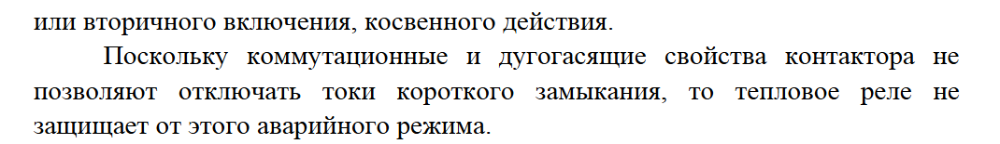 или вторичного включения, косвенного действия.
Поскольку коммутационные и дугогасящие свойства контактора не
позволяют отключать токи короткого замыкания, то тепловое реле не
защищает от этого аварийного режима.